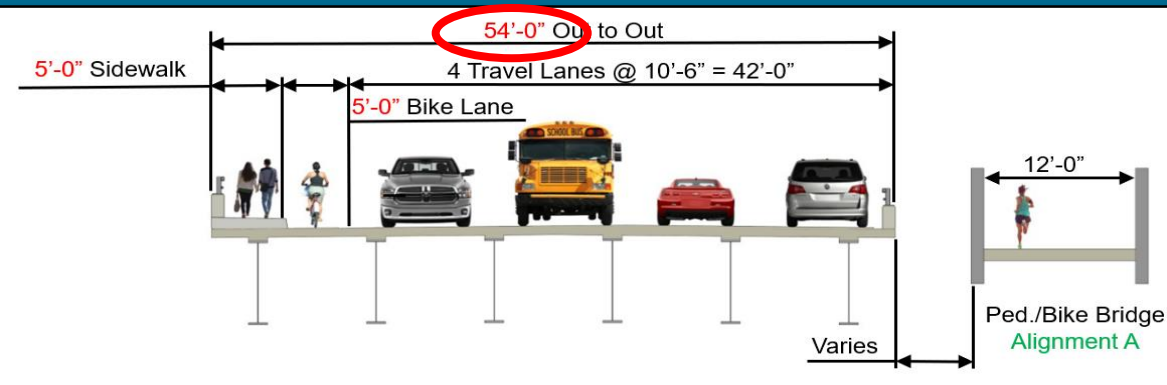 54’-0” Out to Out
5’-0” Sidewalk
4 Travel Lanes @ 10’-6” = 42’-0”
5’-0” Bike Lane
SCHOOL BUS
12’-0”
Ped./Bike Bridge
Alignment A
Varies